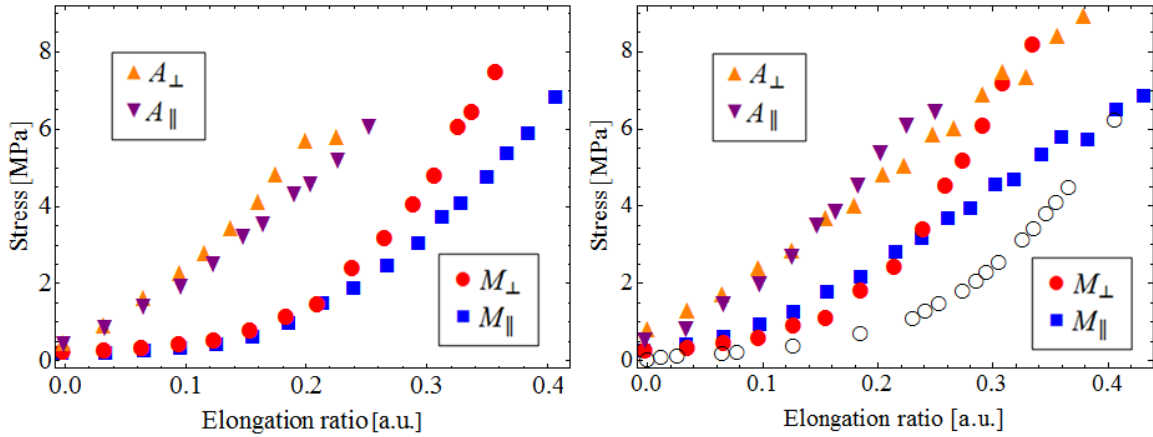 8
6
4
2
0
Stress [MPa]
A⊥
A∥
M⊥
M∥
0.0 0.1 0.2 0.3 0.4
Elongation ratio [a.u.]
8
6
4
2
0
Stress [MPa]
A⊥
A∥
M⊥
M∥
0.0 0.1 0.2 0.3 0.4
Elongation ratio [a.u.]